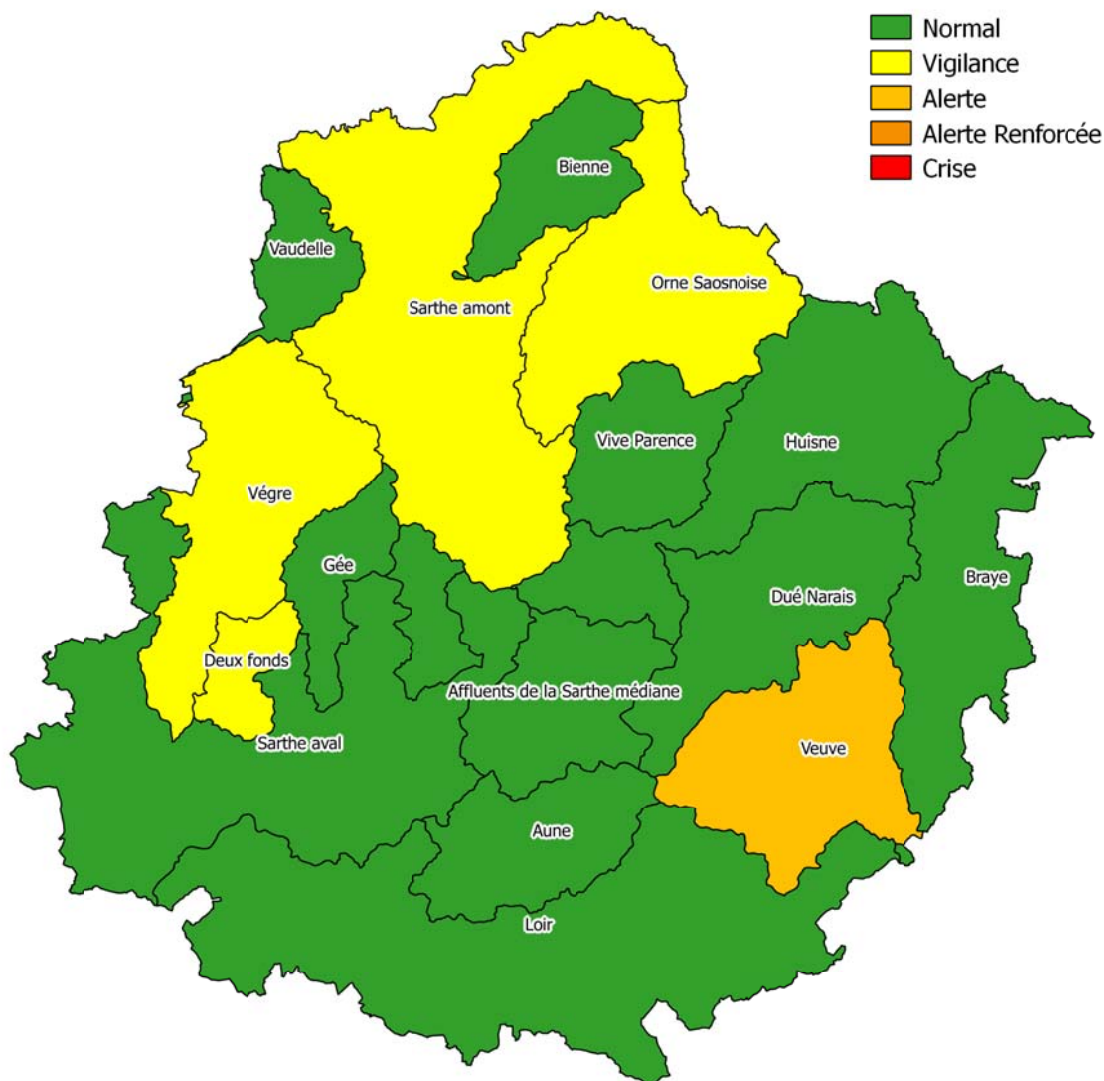 Normal
Vigilance
Alerte
Alerte Renforcée
Crise
Bienne
Vaudelle
Orne Saosnoise
Sarthe amont
Vive Parence
Huisne
Végre
Gée
Braye
Dué Narais
Deux fonds
Affluents de la Sarthe médiane
Sarthe aval
Veuve
Aune
Loir